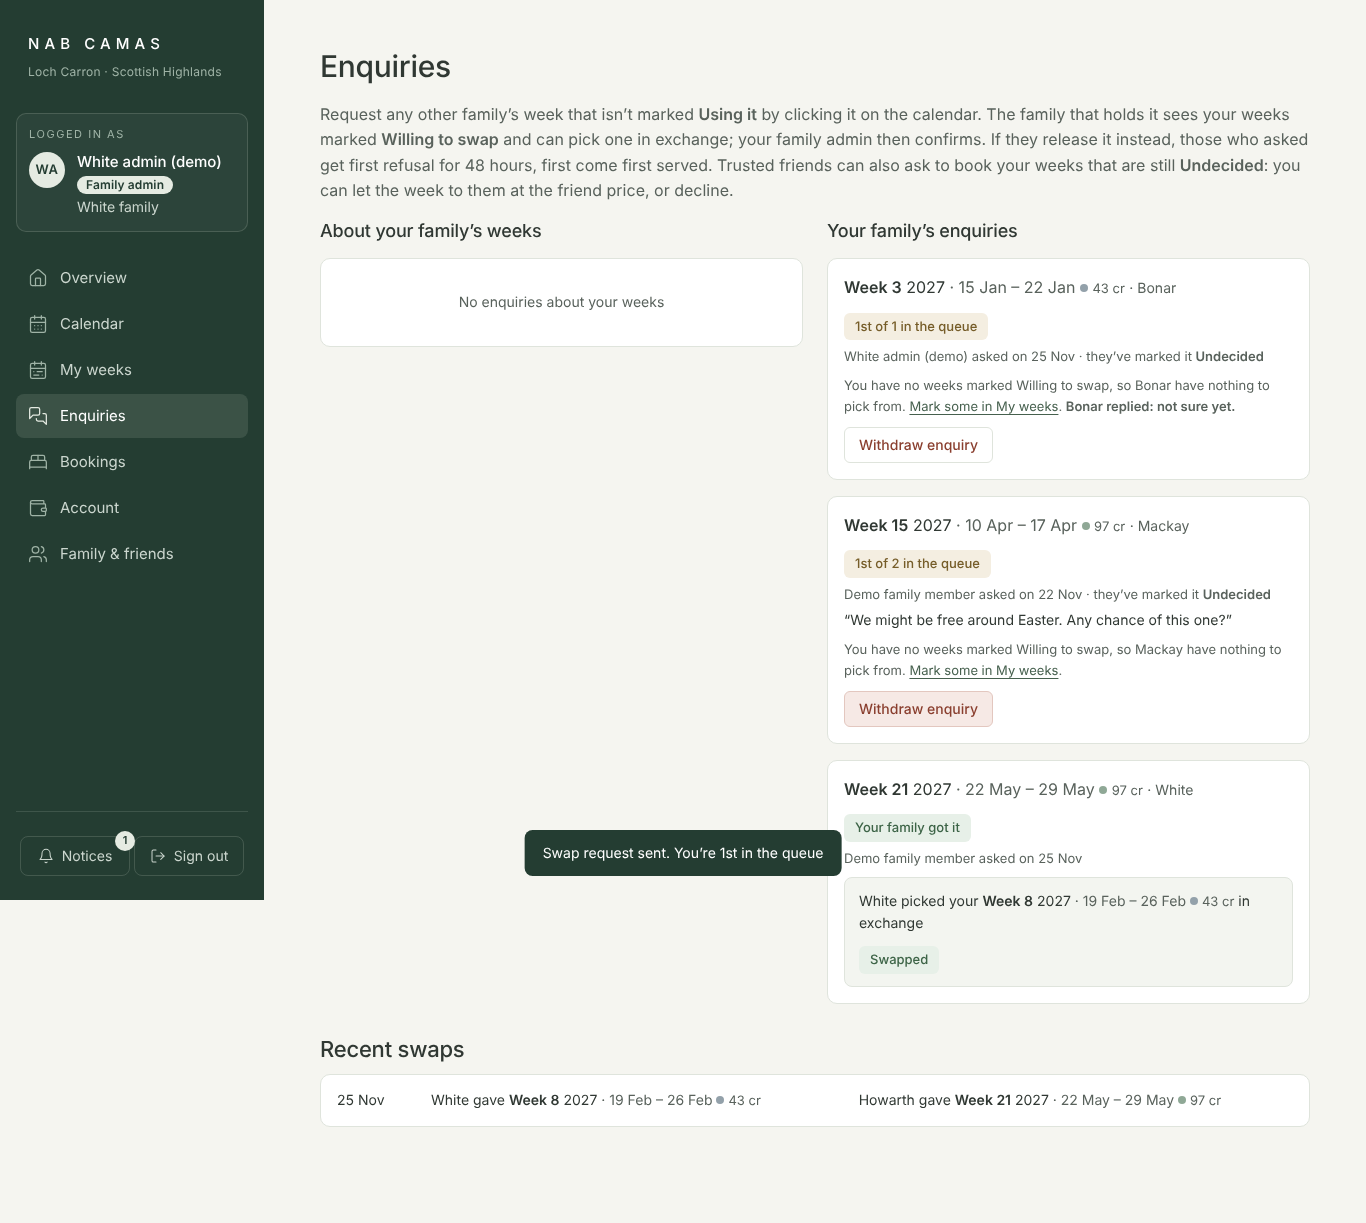 NAB CAMAS
Loch Carron · Scottish Highlands
LOGGED IN AS
WA
White admin (demo)
Family admin
White family
Overview
Calendar
My weeks
Enquiries
Bookings
Account
Family & friends
1
Notices
Sign out
Enquiries
Request any other family’s week that isn’t marked Using it by clicking it on the calendar. The family that holds it sees your weeks
marked Willing to swap and can pick one in exchange; your family admin then confirms. If they release it instead, those who asked
get first refusal for 48 hours, first come first served. Trusted friends can also ask to book your weeks that are still Undecided: you
can let the week to them at the friend price, or decline.
About your family’s weeks
No enquiries about your weeks
Your family’s enquiries
Week 3 2027 · 15 Jan – 22 Jan 43 cr · Bonar
1st of 1 in the queue
White admin (demo) asked on 25 Nov · they’ve marked it Undecided
You have no weeks marked Willing to swap, so Bonar have nothing to
pick from. Mark some in My weeks. Bonar replied: not sure yet.
Withdraw enquiry
Week 15 2027 · 10 Apr – 17 Apr 97 cr · Mackay
1st of 2 in the queue
Demo family member asked on 22 Nov · they’ve marked it Undecided
“We might be free around Easter. Any chance of this one?”
You have no weeks marked Willing to swap, so Mackay have nothing to
pick from. Mark some in My weeks.
Withdraw enquiry
Week 21 2027 · 22 May – 29 May 97 cr · White
Your family got it
Demo family member asked on 25 Nov
White picked your Week 8 2027 · 19 Feb – 26 Feb 43 cr in
exchange
Swapped
Swap request sent. You’re 1st in the queue
Recent swaps
25 Nov
White gave Week 8 2027 · 19 Feb – 26 Feb 43 cr
Howarth gave Week 21 2027 · 22 May – 29 May 97 cr